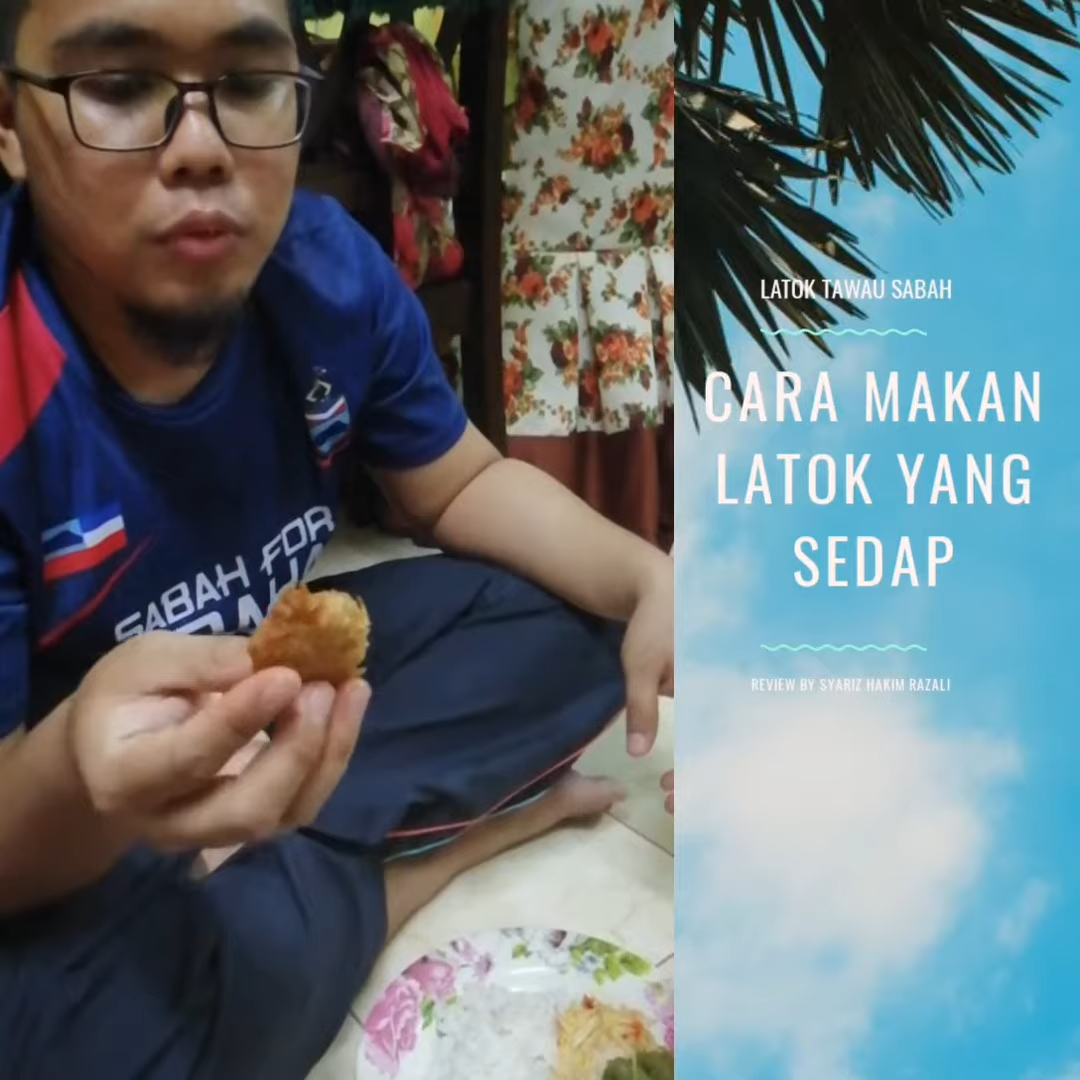 SABAH FOR
LATOK TAWAU SABAH
CARA MAKAN
LATOK YANG
SEDAP
REVIEW BY SYARIZ HAKIM RAZALI